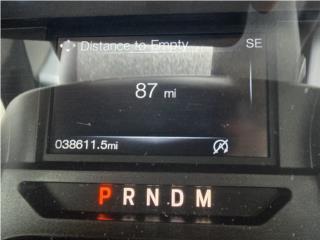 Distance to Empty SE
87 mi
038611.5mi
P R N D M